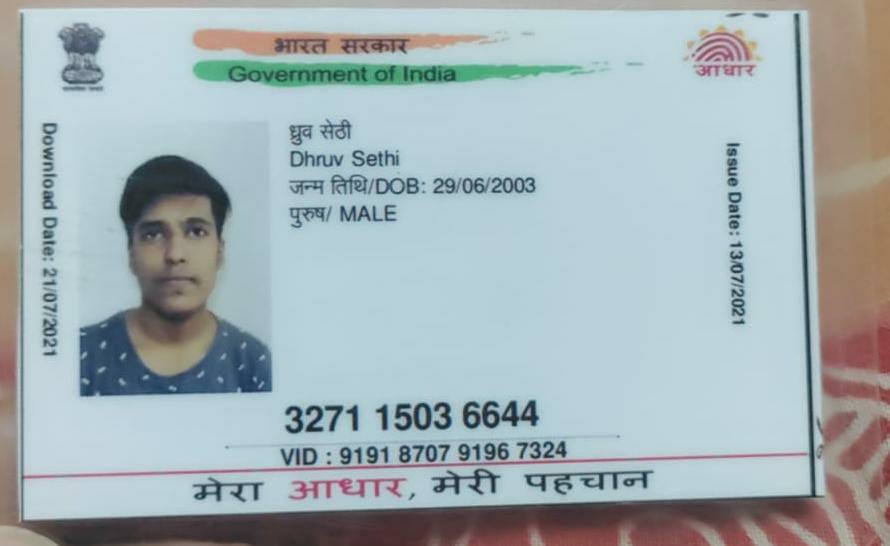 भारत सरकार
Government of India
आधार
Download Date: 21/07/2021
ध्रुव सेठी
Dhruv Sethi
जन्म तिथि/DOB: 29/06/2003
पुरुष/ MALE
Issue Date: 13/07/2021
3271 1503 6644
VID : 9191 8707 9196 7324
मेरा आधार, मेरी पहचान